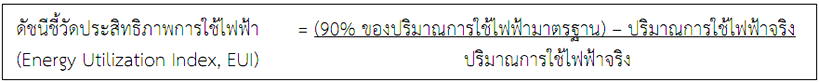 ดัชนีชี้วัดประสิทธิภาพการใช้ไฟฟ้า = (90% ของปริมาณการใช้ไฟฟ้ามาตรฐาน) – ปริมาณการใช้ไฟฟ้าจริง
(Energy Utilization Index, EUI) ปริมาณการใช้ไฟฟ้าจริง